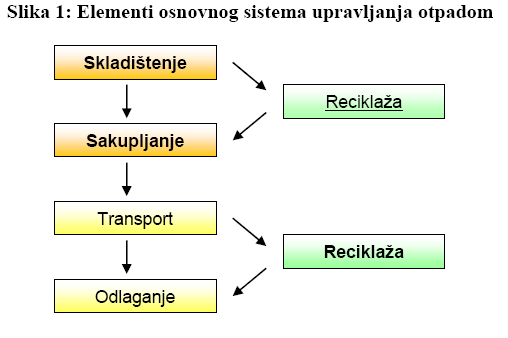 Slika 1: Elementi osnovnog sistema upravljanja otpadom
Skladištenje
Reciklaža
Sakupljanje
Transport
Reciklaža
Odlaganje